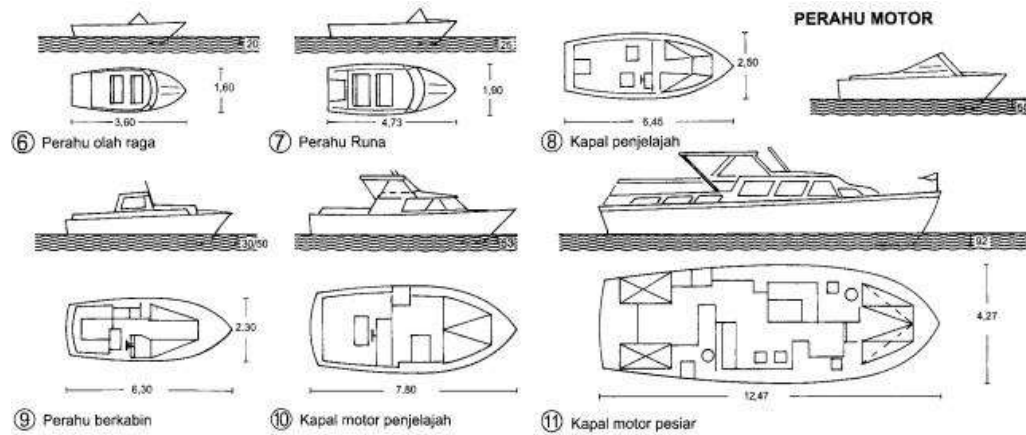 PERAHU MOTOR
20
1,60
3,60
⑥ Perahu olah raga
25
1,90
4,73
⑦ Perahu Runa
2,50
6,46
⑧ Kapal penjelajah
30/50
2,30
6,30
⑨ Perahu berkabin
53
7,80
⑩ Kapal motor penjelajah
92
4,27
12,47
⑪ Kapal motor pesiar